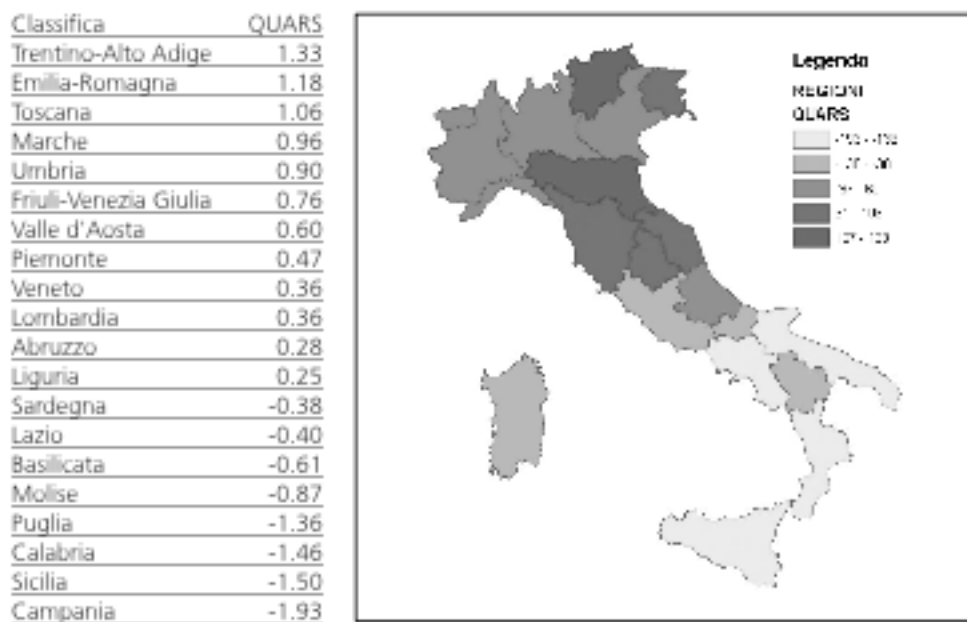 Classifica QUARS
Trentino-Alto Adige 1.33
Emilia-Romagna 1.18
Toscana 1.06
Marche 0.96
Umbria 0.90
Friuli-Venezia Giulia 0.76
Valle d'Aosta 0.60
Piemonte 0.47
Veneto 0.36
Lombardia 0.36
Abruzzo 0.28
Liguria 0.25
Sardegna -0.38
Lazio -0.40
Basilicata -0.61
Molise -0.87
Puglia -1.36
Calabria -1.46
Sicilia -1.50
Campania -1.93
Legenda
REGIONI
QUARS